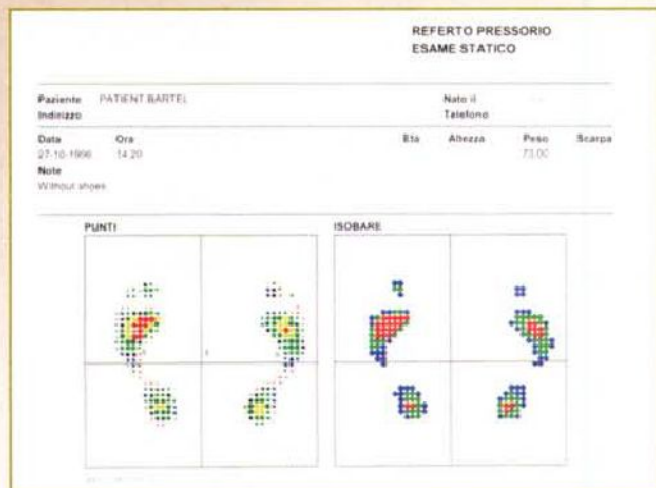 REFERTO PRESSORIO
ESAME STATICO
Paziente PATIENT BARTEL Nato il
Indirizzo Telefono
Data Ora Età Altezza Peso Scarpa
27-10-1996 14.20 73.00
Note
Without shoes
PUNTI ISOBARE